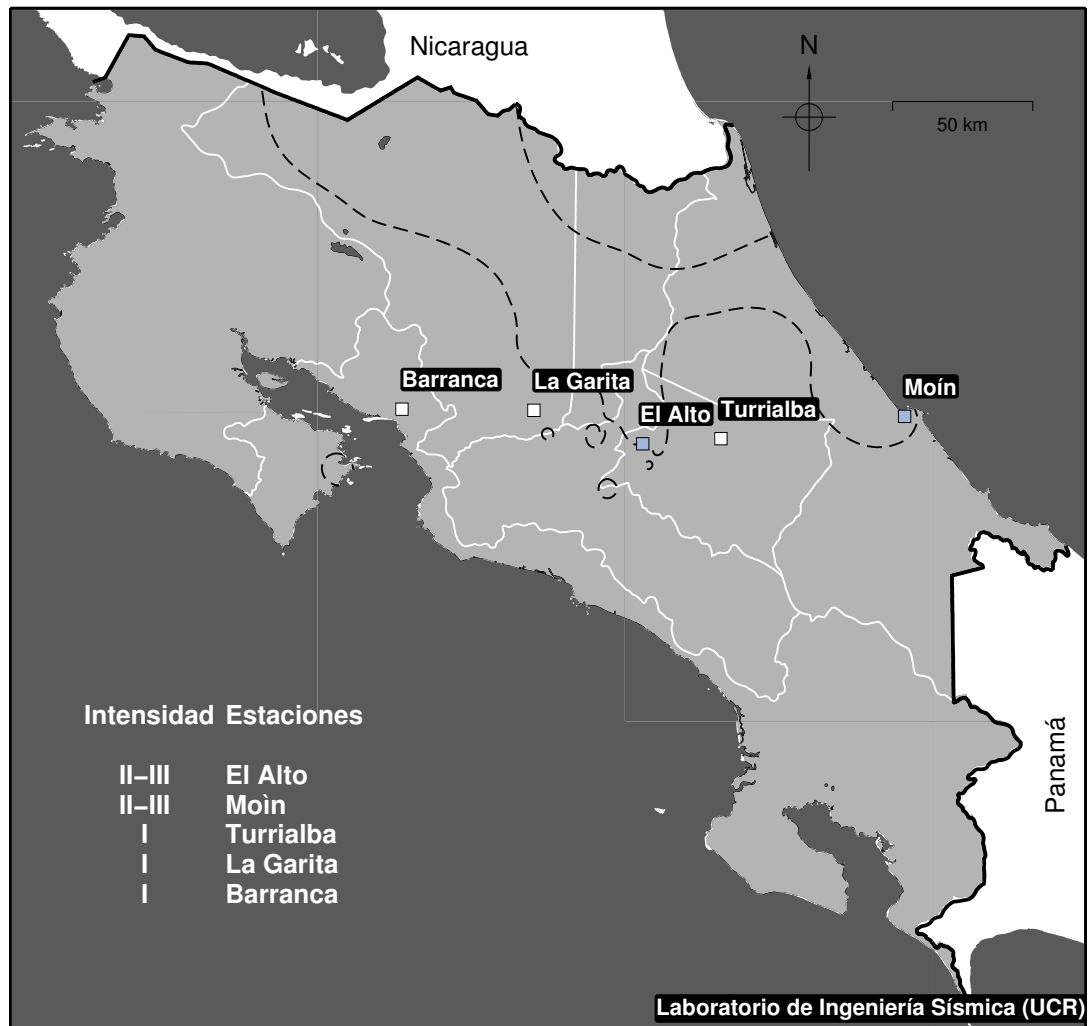 Nicaragua
N
50 km
Barranca
La Garita
Moín
El Alto
Turrialba
Intensidad Estaciones
II–III El Alto
II–III Moìn
I Turrialba
I La Garita
I Barranca
Panamá
Laboratorio de Ingeniería Sísmica (UCR)